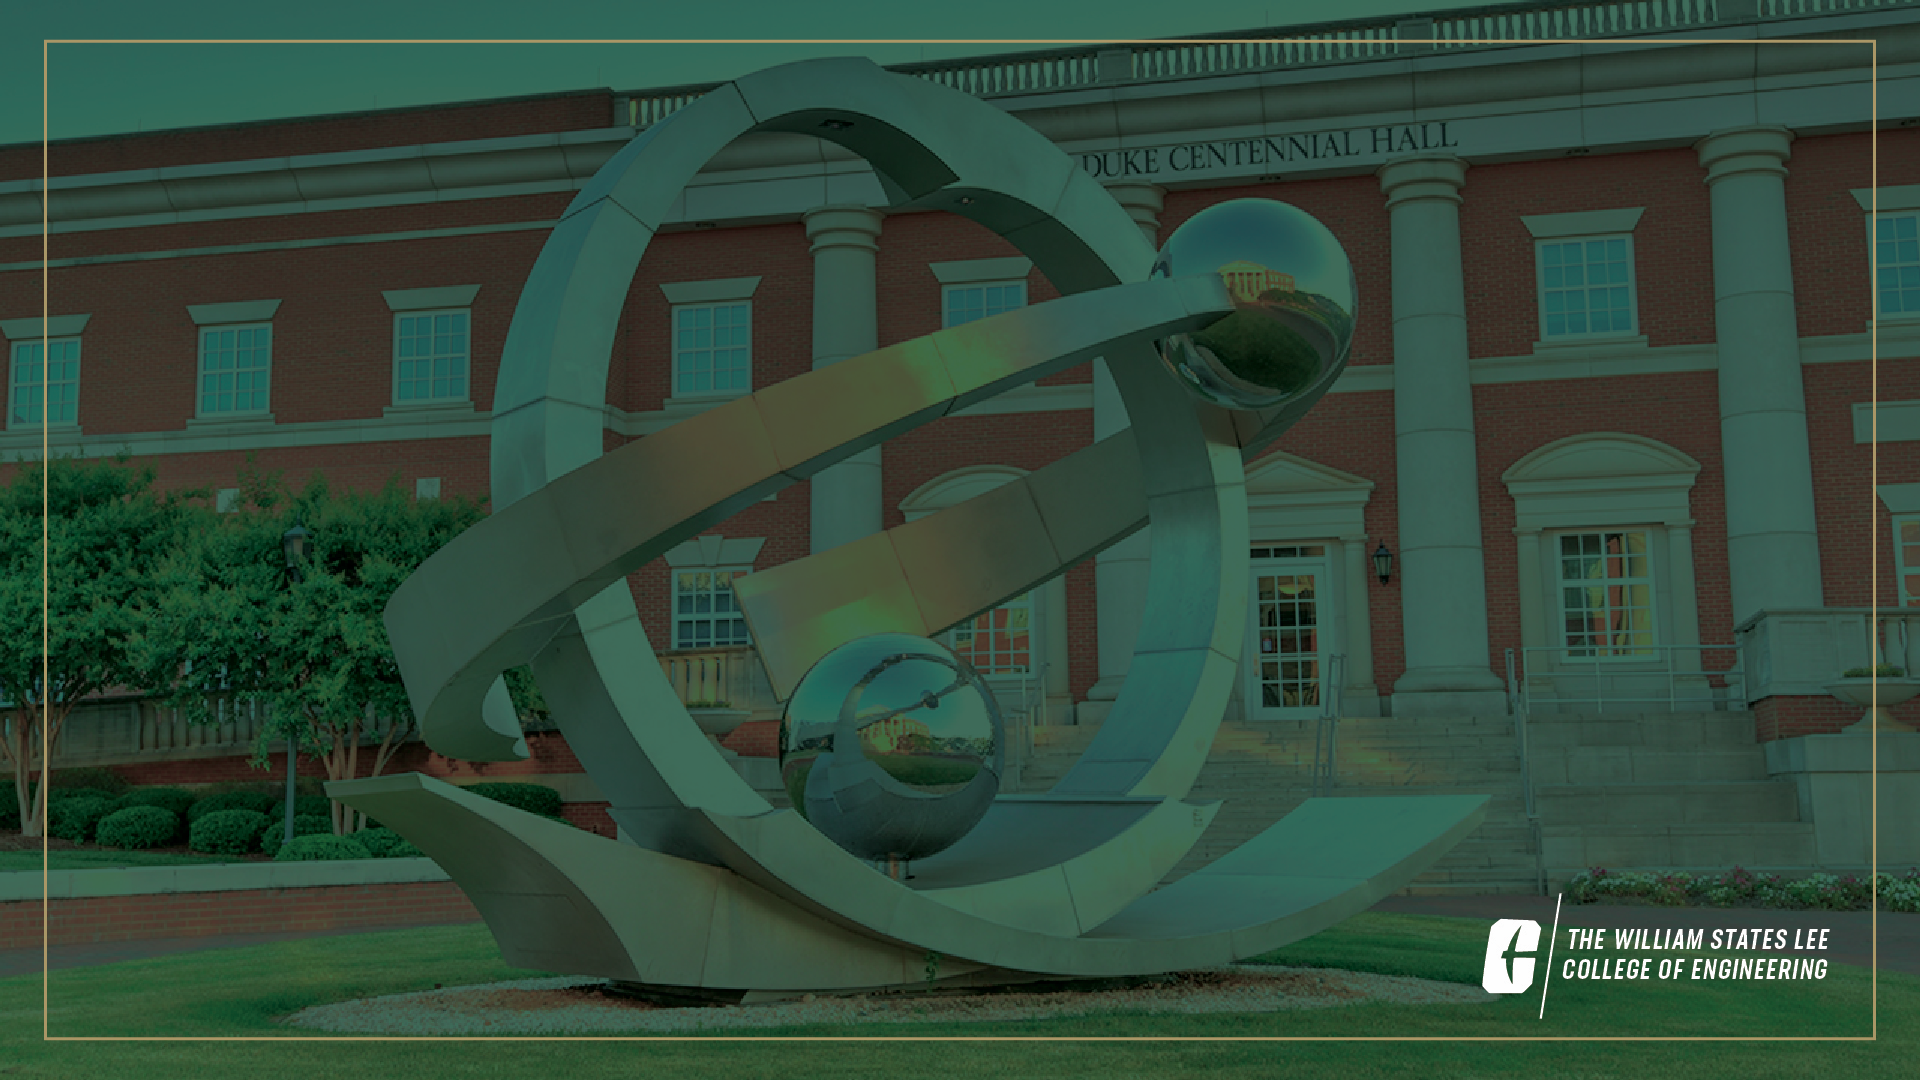 DUKE CENTENNIAL HALL
THE WILLIAM STATES LEE
COLLEGE OF ENGINEERING